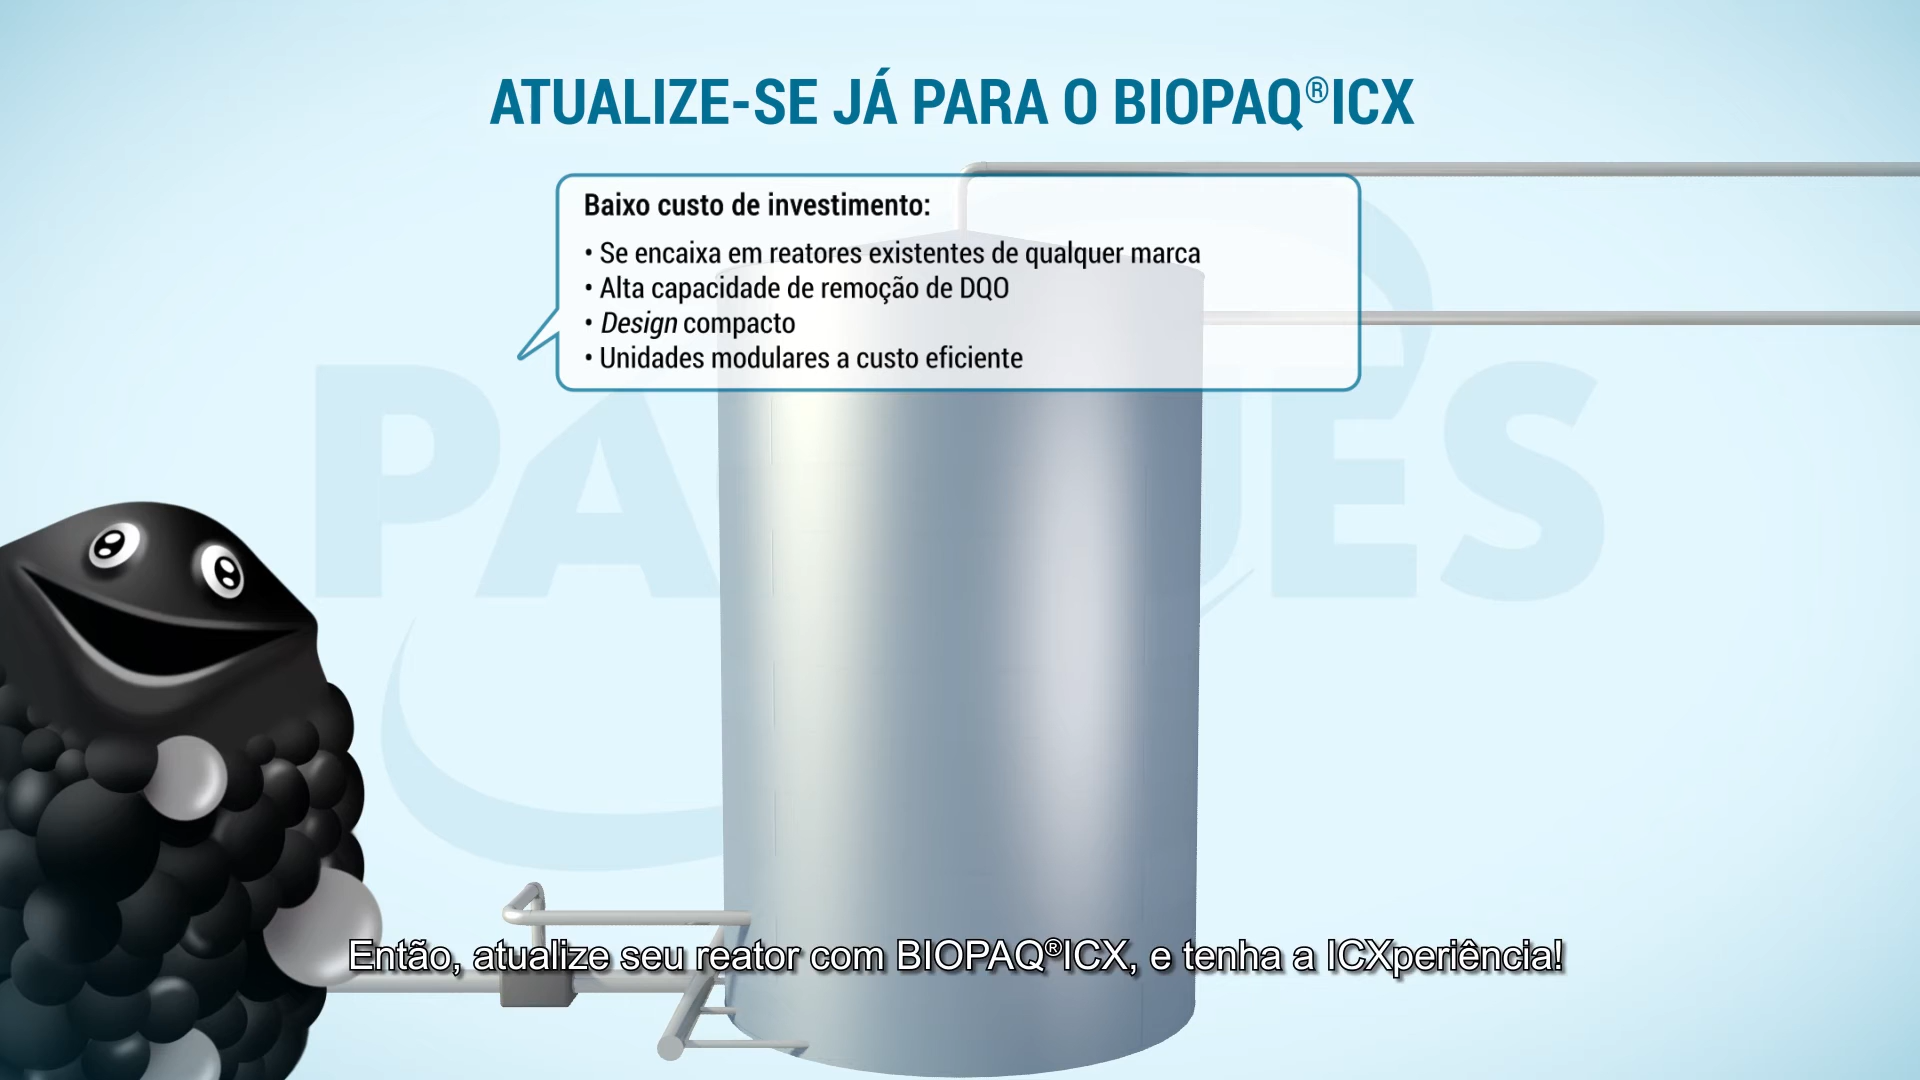 ATUALIZE-SE JÁ PARA O BIOPAQ®ICX
Baixo custo de investimento:
• Se encaixa em reatores existentes de qualquer marca
• Alta capacidade de remoção de DQO
• Design compacto
• Unidades modulares a custo eficiente
PAQUES
Então, atualize seu reator com BIOPAQ®ICX, e tenha a ICXperiência!